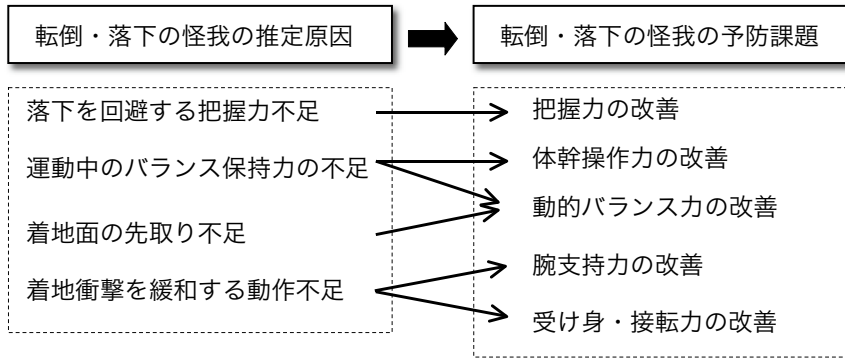 転倒・落下の怪我の推定原因
転倒・落下の怪我の予防課題
落下を回避する把握力不足
運動中のバランス保持力の不足
着地面の先取り不足
着地衝撃を緩和する動作不足
把握力の改善
体幹操作力の改善
動的バランス力の改善
腕支持力の改善
受け身・接転力の改善